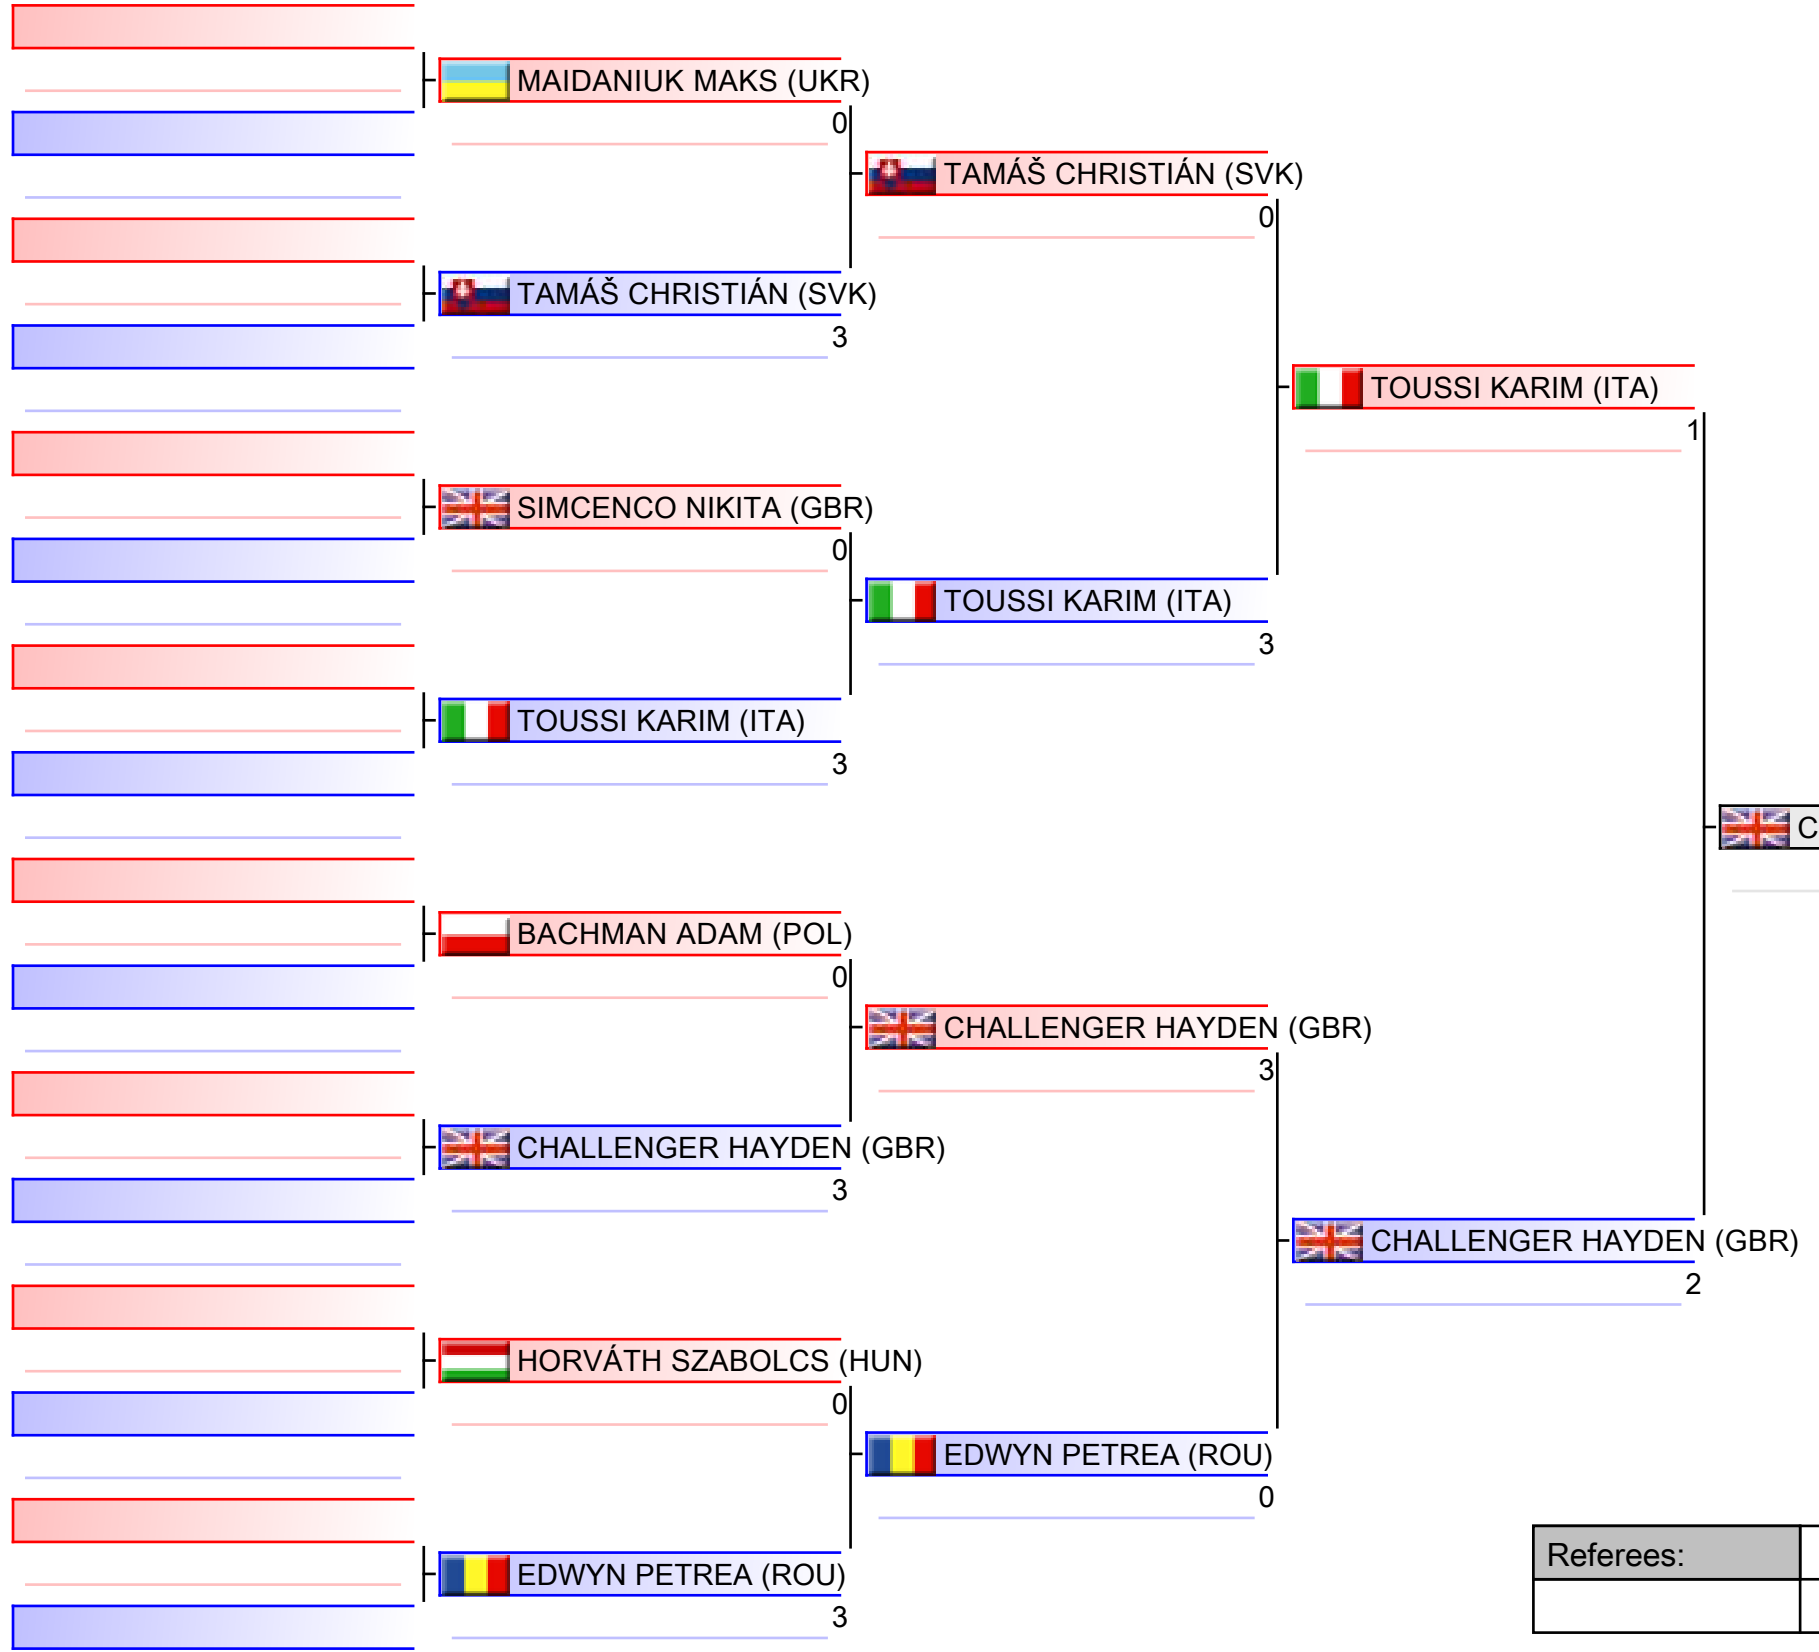 MAIDANIUK MAKS (UKR)
0
TAMÁŠ CHRISTIÁN (SVK)
0
TAMÁŠ CHRISTIÁN (SVK)
3
TOUSSI KARIM (ITA)
1
SIMCENCO NIKITA (GBR)
0
TOUSSI KARIM (ITA)
3
TOUSSI KARIM (ITA)
3
C
BACHMAN ADAM (POL)
0
CHALLENGER HAYDEN (GBR)
3
CHALLENGER HAYDEN (GBR)
3
CHALLENGER HAYDEN (GBR)
2
HORVÁTH SZABOLCS (HUN)
0
EDWYN PETREA (ROU)
0
EDWYN PETREA (ROU)
3
Referees: